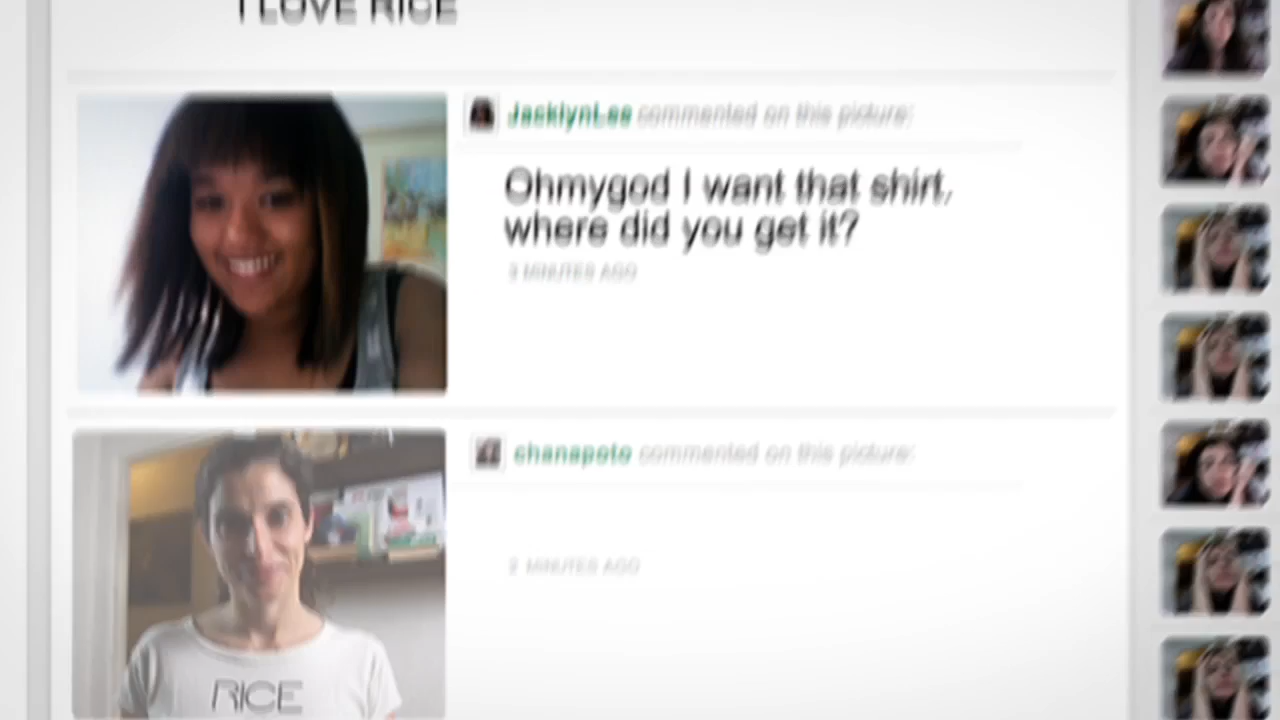 I LOVE RICE
JacklynLee commented on this picture:
Ohmygod I want that shirt,
where did you get it?
3 MINUTES AGO
chanapoto commented on this picture:
2 MINUTES AGO
RICE